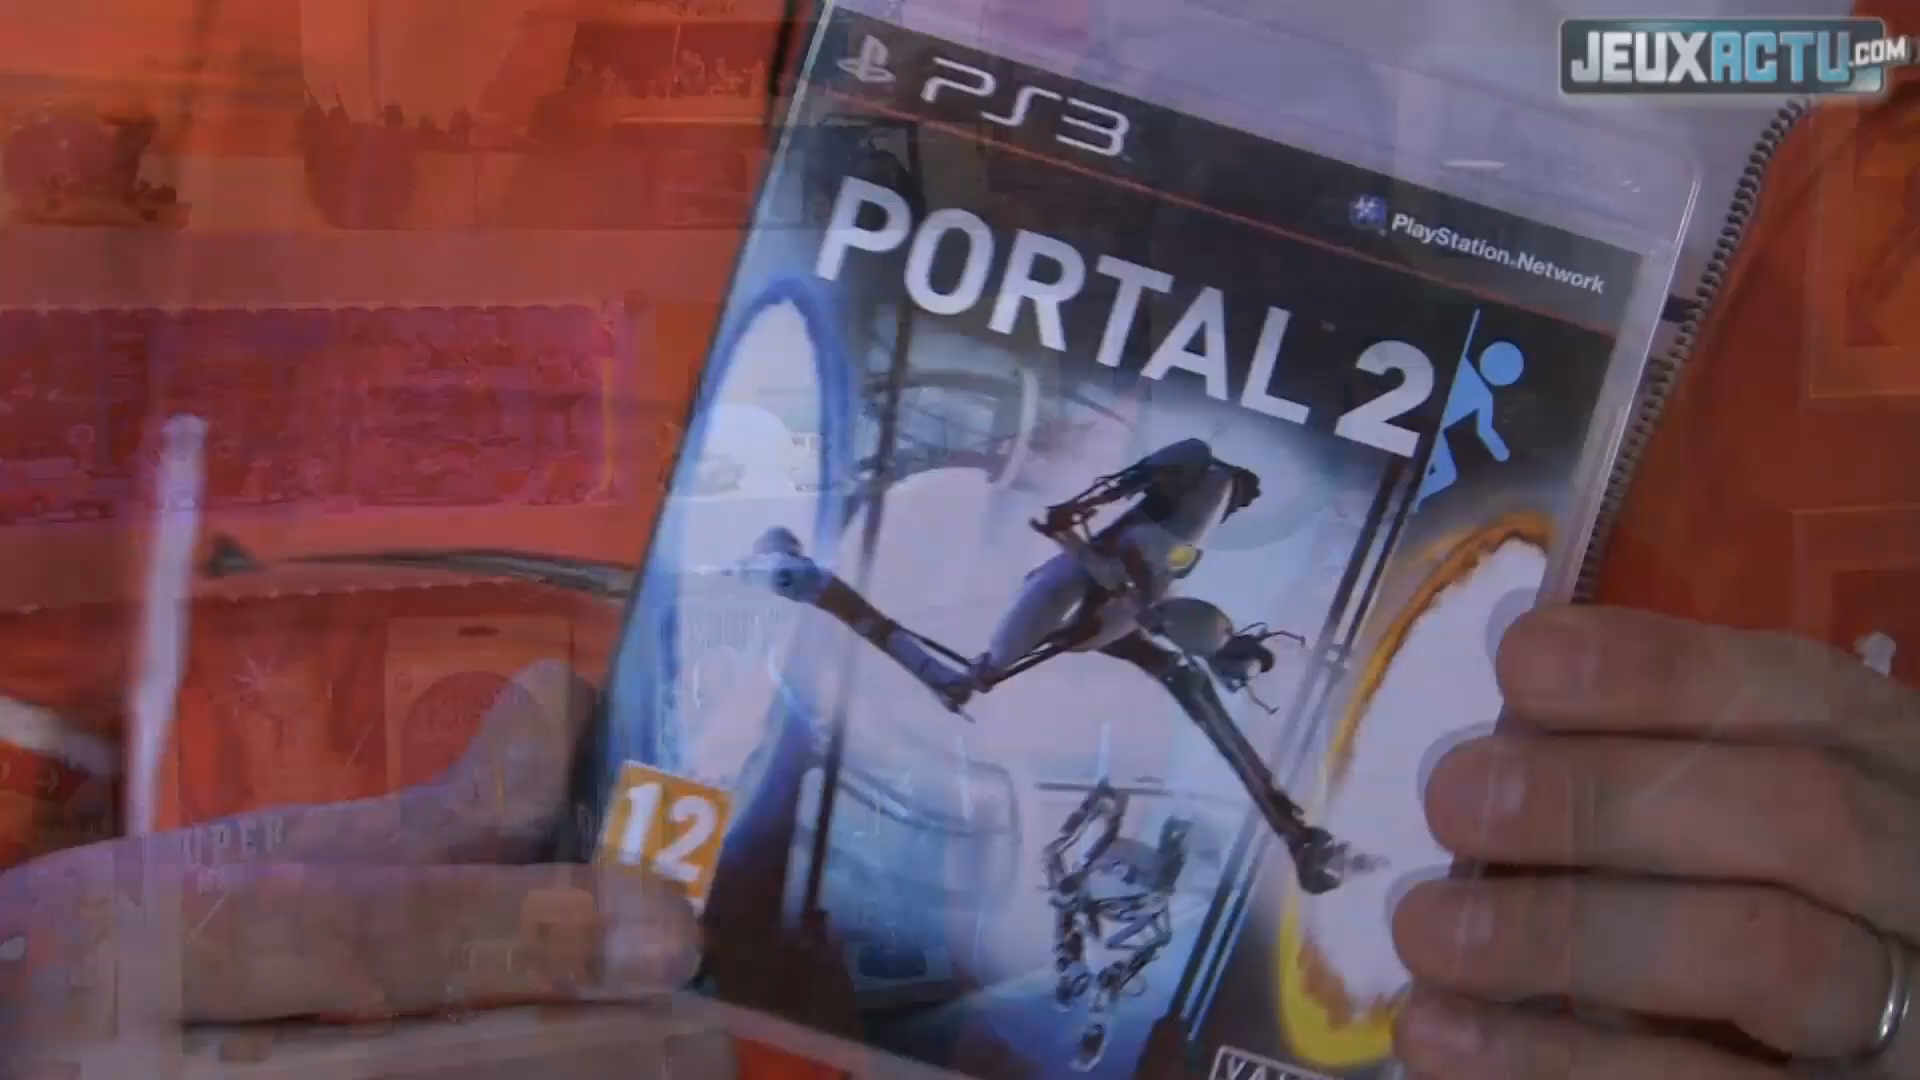 JEUXACTU.COM
PS3
PlayStation Network
PORTAL 2
12